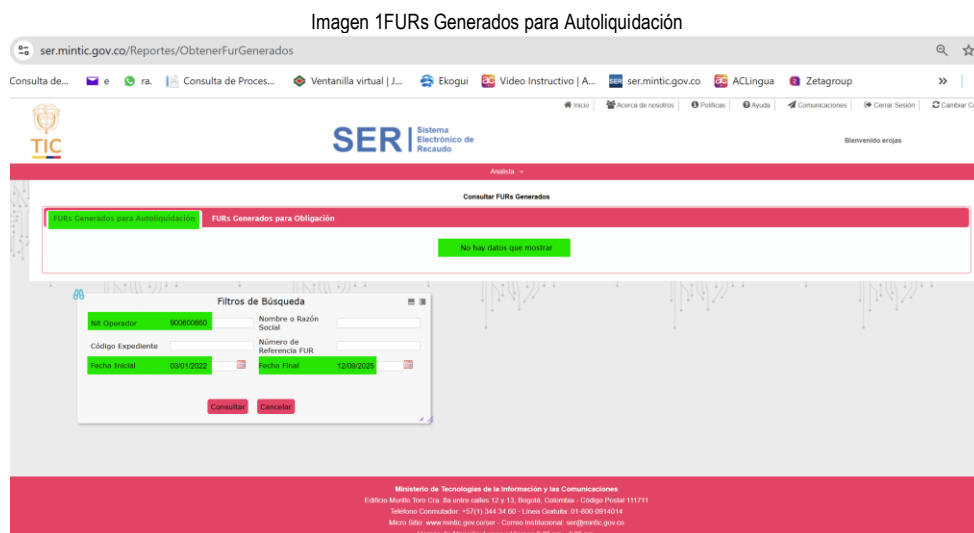 Imagen 1FURs Generados para Autoliquidación
ser.mintic.gov.co/Reportes/ObtenerFurGenerados
Consulta de... e ra. Consulta de Proces... Ventanilla virtual | J... Ekogui Video Instructivo | A... SER ser.mintic.gov.co ac ACLingua Zetagroup »
Inicio Acerca de nosotros Políticas Ayuda Comunicaciones Cerrar Sesión Cambiar Co
TIC
SER Sistema Electrónico de Recaudo
Bienvenido erojas
Analista
Consultar FURs Generados
FURs Generados para Autoliquidación FURs Generados para Obligación
No hay datos que mostrar
Filtros de Búsqueda
Nit Operador 900600660 Nombre o Razón Social
Código Expediente Número de Referencia FUR
Fecha Inicial 03/01/2022 Fecha Final 12/09/2025
Consultar Cancelar
Ministerio de Tecnologías de la Información y las Comunicaciones
Edificio Murillo Toro Cra. 8a entre calles 12 y 13, Bogotá, Colombia - Código Postal 111711
Teléfono Conmutador: +57(1) 344 34 60 - Línea Gratuita: 01-800-0914014
Micro Sitio: www.mintic.gov.co/ser - Correo Institucional: ser@mintic.gov.co